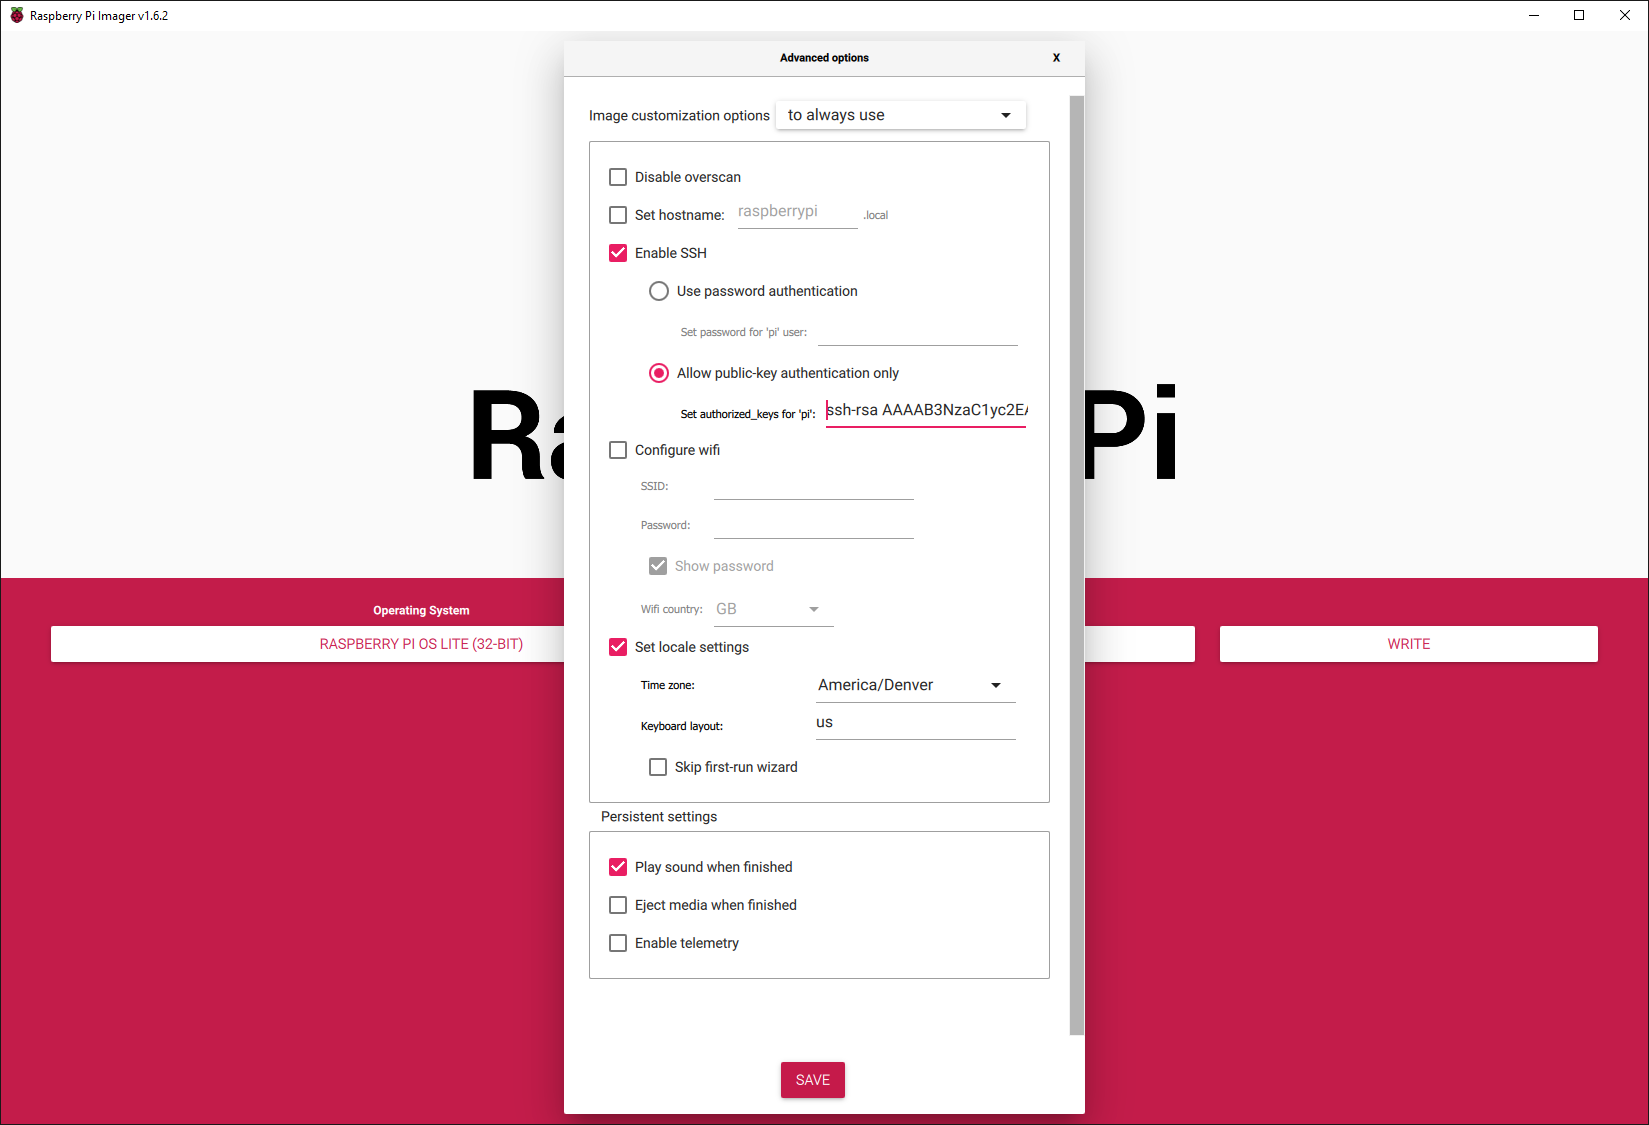 Raspberry Pi Imager v1.6.2
Advanced options
X
Image customization options to always use
Disable overscan
Set hostname: raspberrypi .local
Enable SSH
Use password authentication
Set password for 'pi' user:
Allow public-key authentication only
Set authorized_keys for 'pi': ssh-rsa AAAAB3NzaC1yc2EA
Configure wifi
SSID:
Password:
Show password
Wifi country: GB
Set locale settings
Time zone: America/Denver
Keyboard layout: us
Skip first-run wizard
Persistent settings
Play sound when finished
Eject media when finished
Enable telemetry
SAVE
Ra
Pi
Operating System
RASPBERRY PI OS LITE (32-BIT)
WRITE